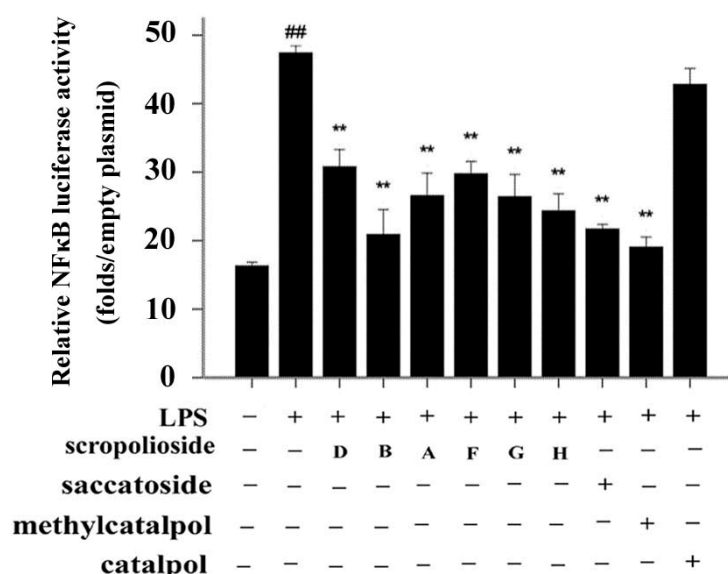 Relative NFκB luciferase activity
(folds/empty plasmid)
50
40
30
20
10
0
##
**
**
**
**
**
**
**
**
LPS – + + + + + + + + + +
scropolioside – – D B A F G H – – –
saccatoside – – – – – – – – + – –
methylcatalpol – – – – – – – – – + –
catalpol – – – – – – – – – – +